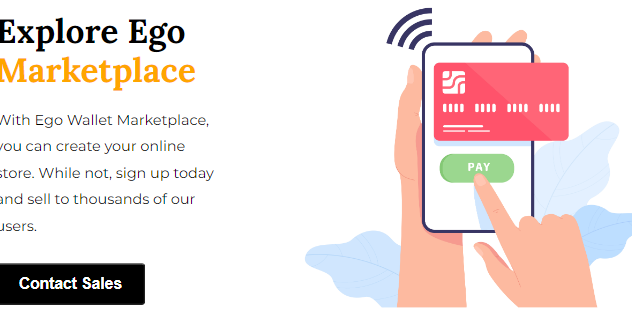 Explore Ego
Marketplace
With Ego Wallet Marketplace,
you can create your online
store. While not, sign up today
and sell to thousands of our
users.
Contact Sales
PAY